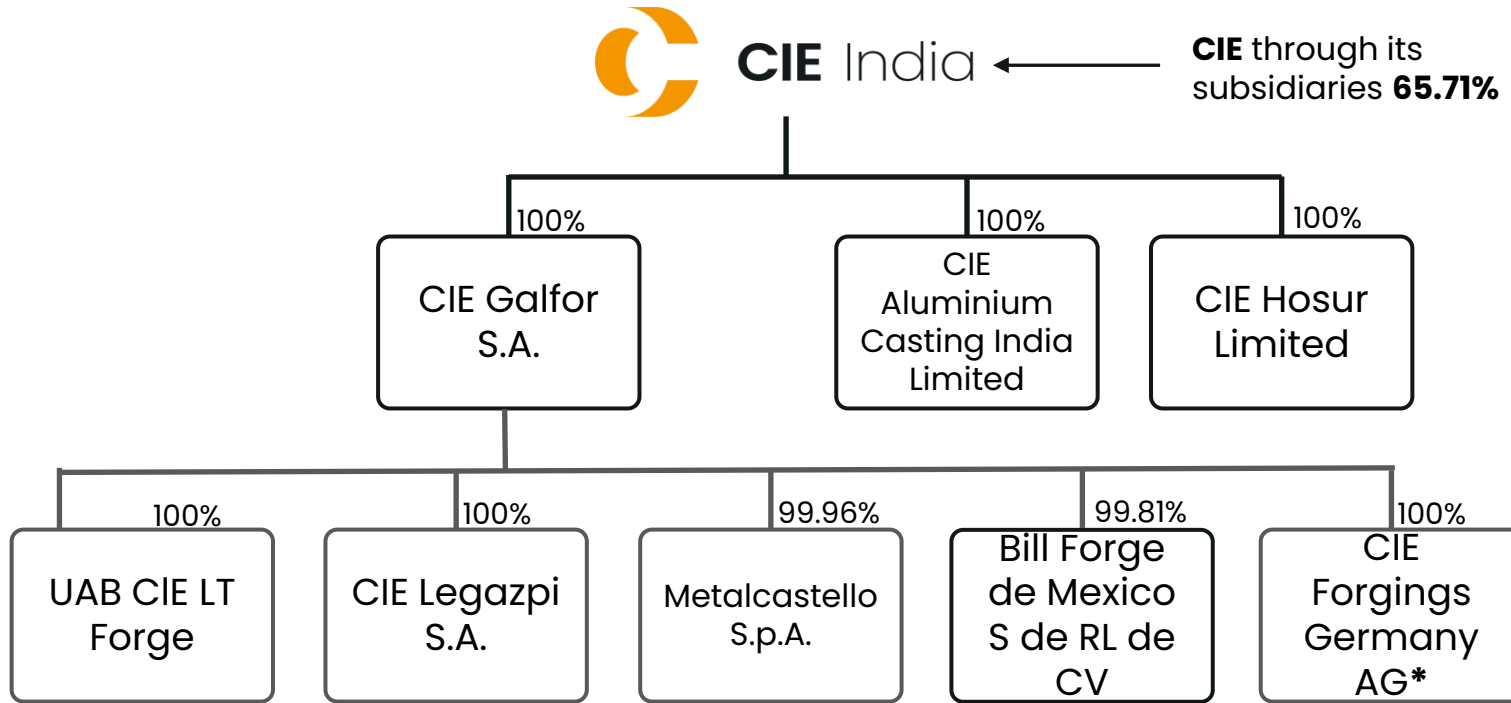 CIE India
CIE through its
subsidiaries 65.71%
100%
100%
100%
CIE Galfor
S.A.
CIE
Aluminium
Casting India
Limited
CIE Hosur
Limited
100%
100%
99.96%
99.81%
100%
UAB CIE LT
Forge
CIE Legazpi
S.A.
Metalcastello
S.p.A.
Bill Forge
de Mexico
S de RL de
CV
CIE
Forgings
Germany
AG*